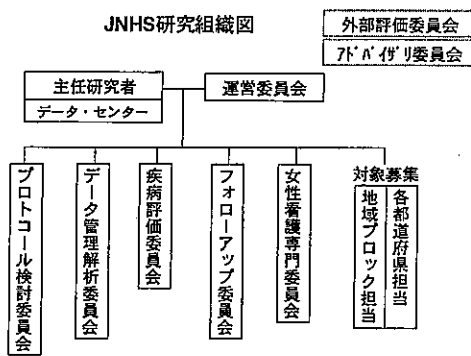 JNHS研究組織図
外部評価委員会
ｱﾄﾞﾊﾞｲｻﾞﾘ委員会
主任研究者
データ・センター
運営委員会
プロトコール検討委員会
データ管理解析委員会
疾病評価委員会
フォローアップ委員会
女性看護専門委員会
対象募集
地域ブロック担当
各都道府県担当